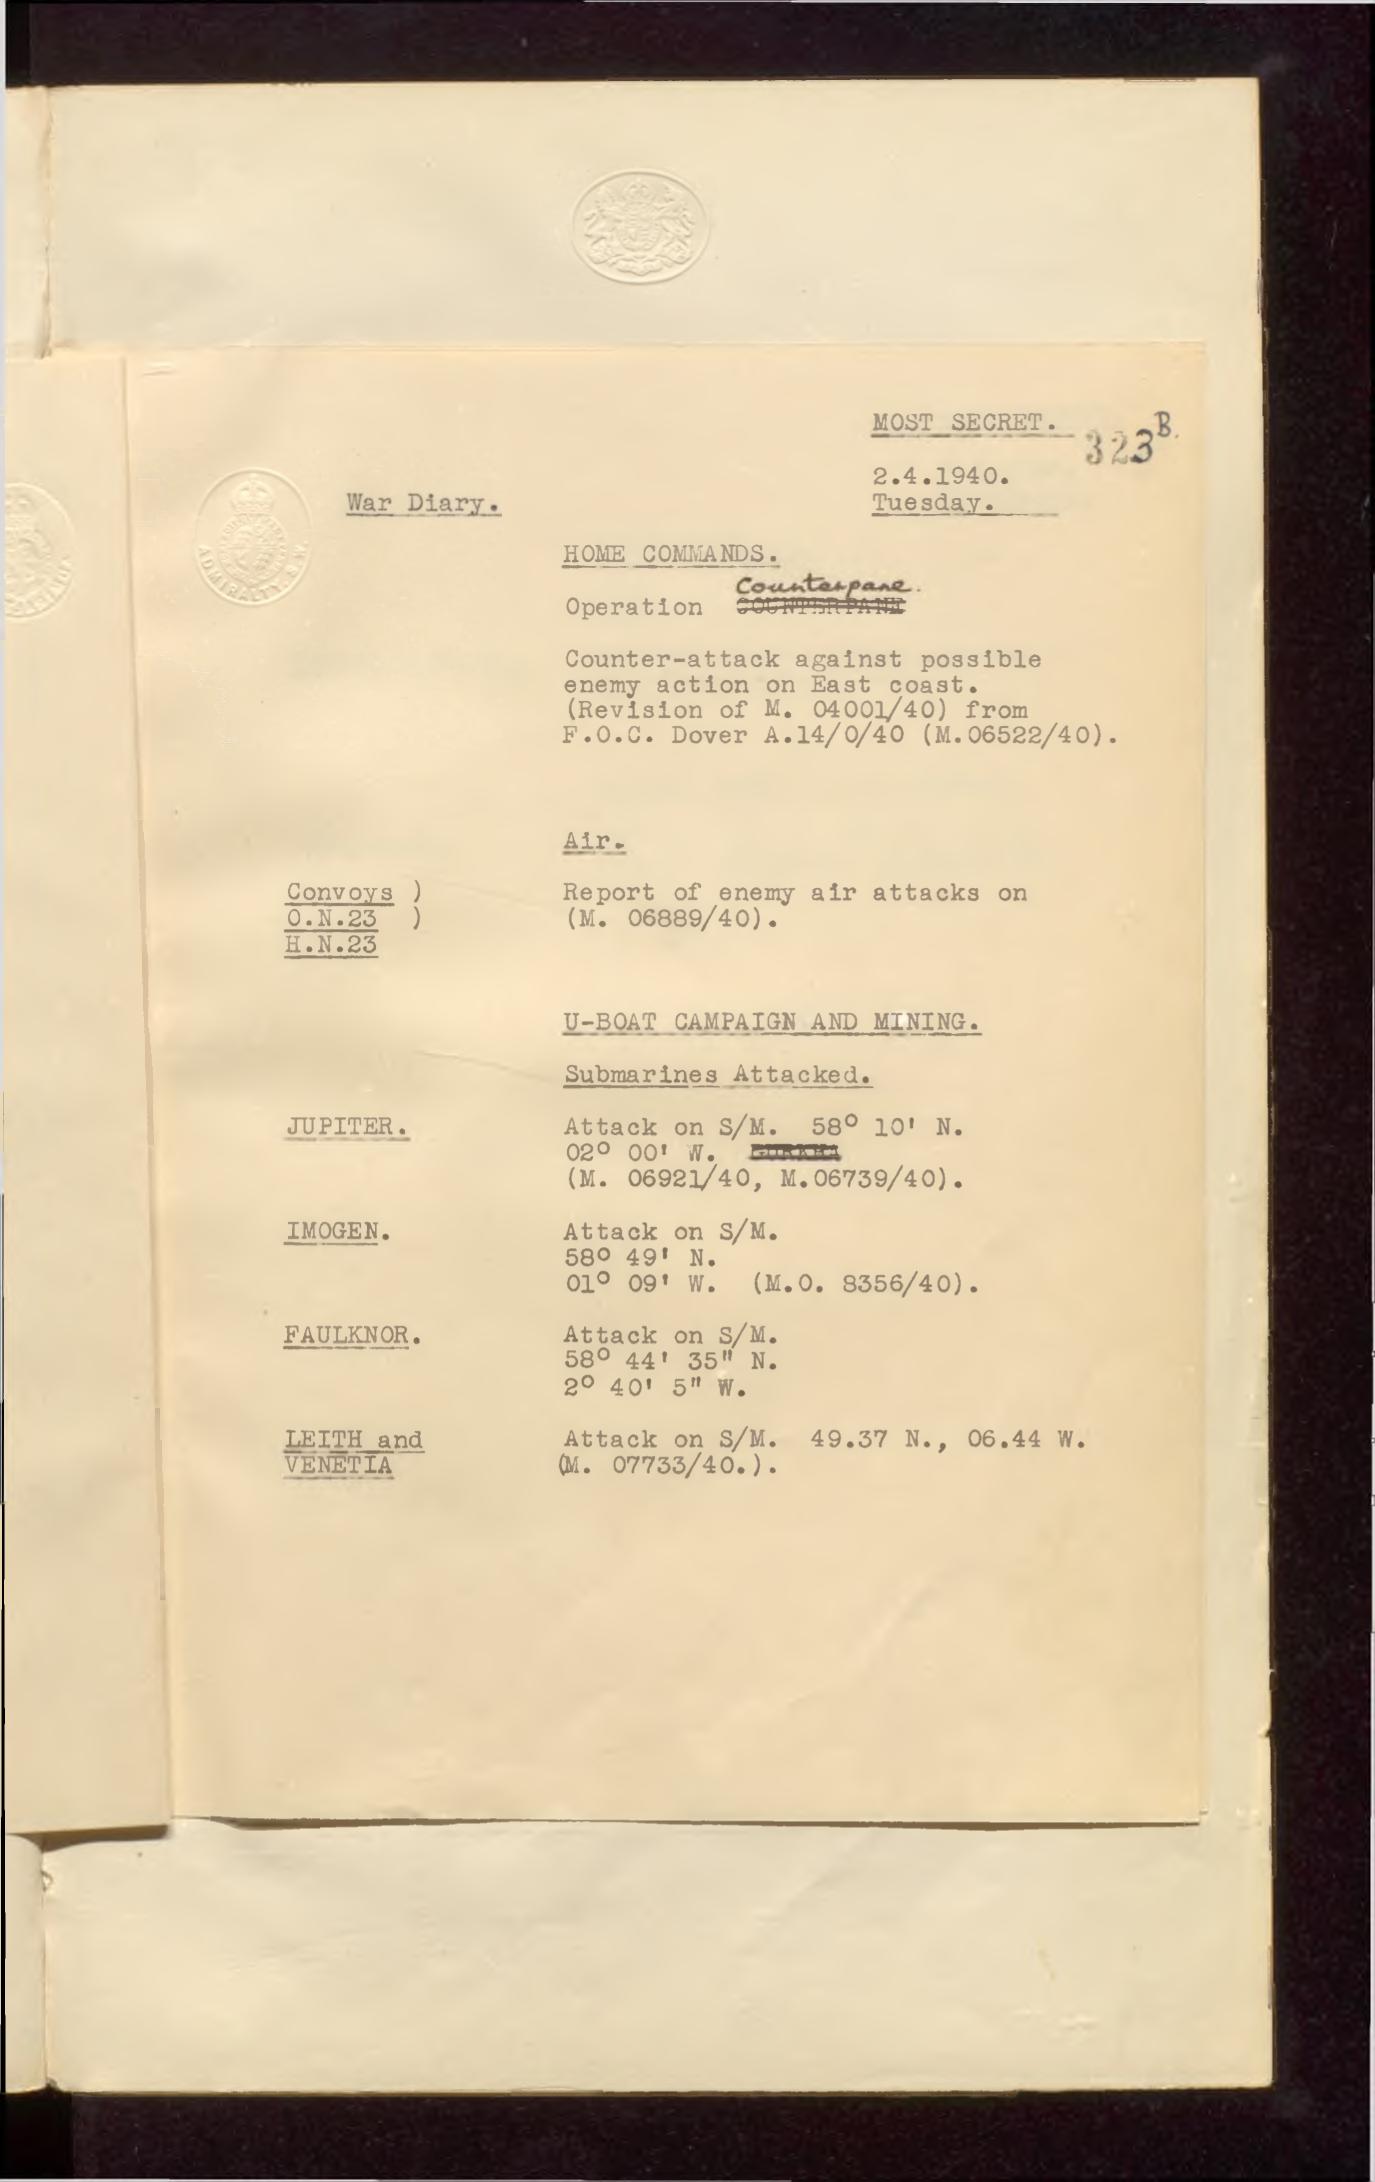 MOST SECRET.
323B.
2.4.1940.
Tuesday.
War Diary.
ADMIRALTY. S.W.
HOME COMMANDS.
Counterpane.
Operation COUNTERPANE
Counter-attack against possible
enemy action on East coast.
(Revision of M. 04001/40) from
F.O.C. Dover A.14/0/40 (M.06522/40).
Air.
Convoys ) Report of enemy air attacks on
O.N.23 ) (M. 06889/40).
H.N.23
U-BOAT CAMPAIGN AND MINING.
Submarines Attacked.
JUPITER. Attack on S/M. 58° 10' N.
02° 00' W.
(M. 06921/40, M.06739/40).
IMOGEN. Attack on S/M.
58° 49' N.
01° 09' W. (M.O. 8356/40).
FAULKNOR. Attack on S/M.
58° 44' 35" N.
2° 40' 5" W.
LEITH and Attack on S/M. 49.37 N., 06.44 W.
VENETIA (M. 07733/40.).